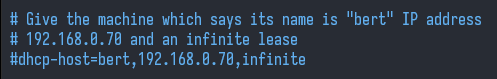 # Give the machine which says its name is "bert" IP address
# 192.168.0.70 and an infinite lease
#dhcp-host=bert,192.168.0.70,infinite